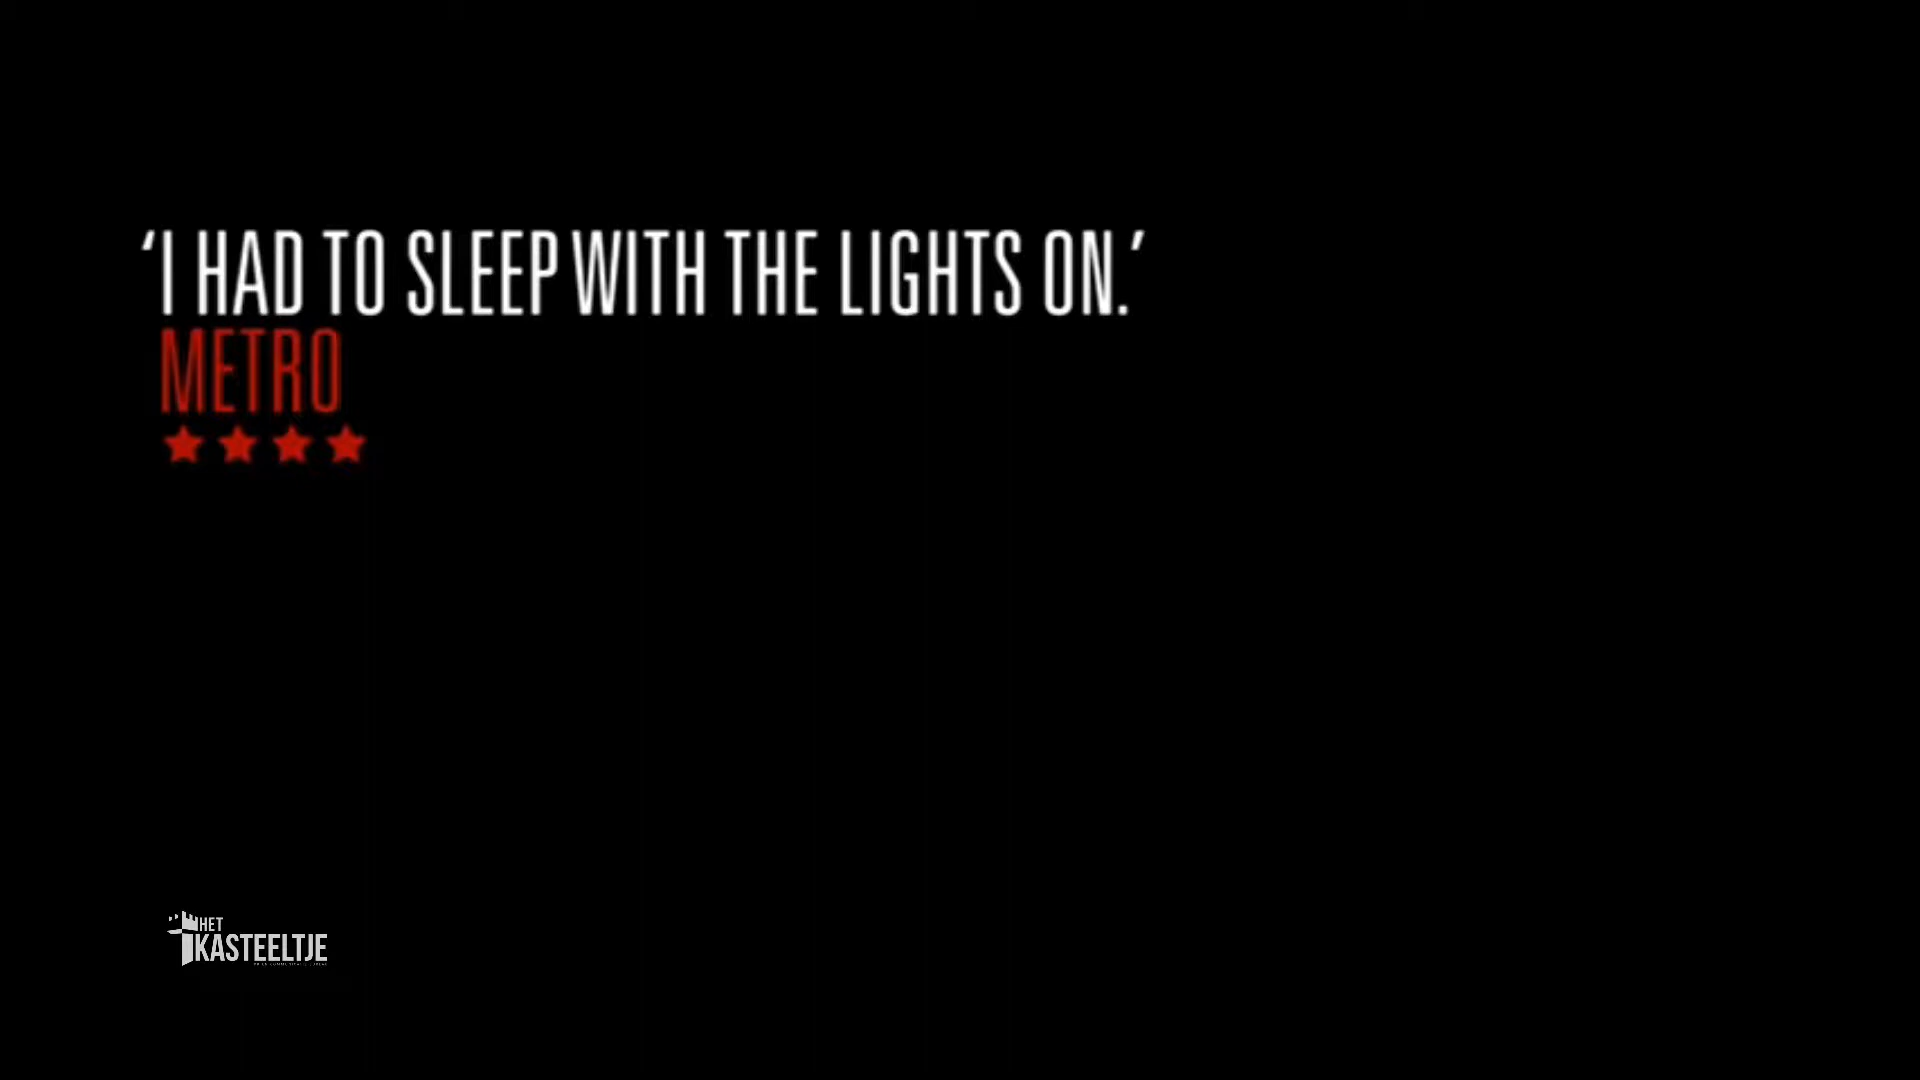 ‘I HAD TO SLEEP WITH THE LIGHTS ON.’
METRO
HET
KASTEELTJE